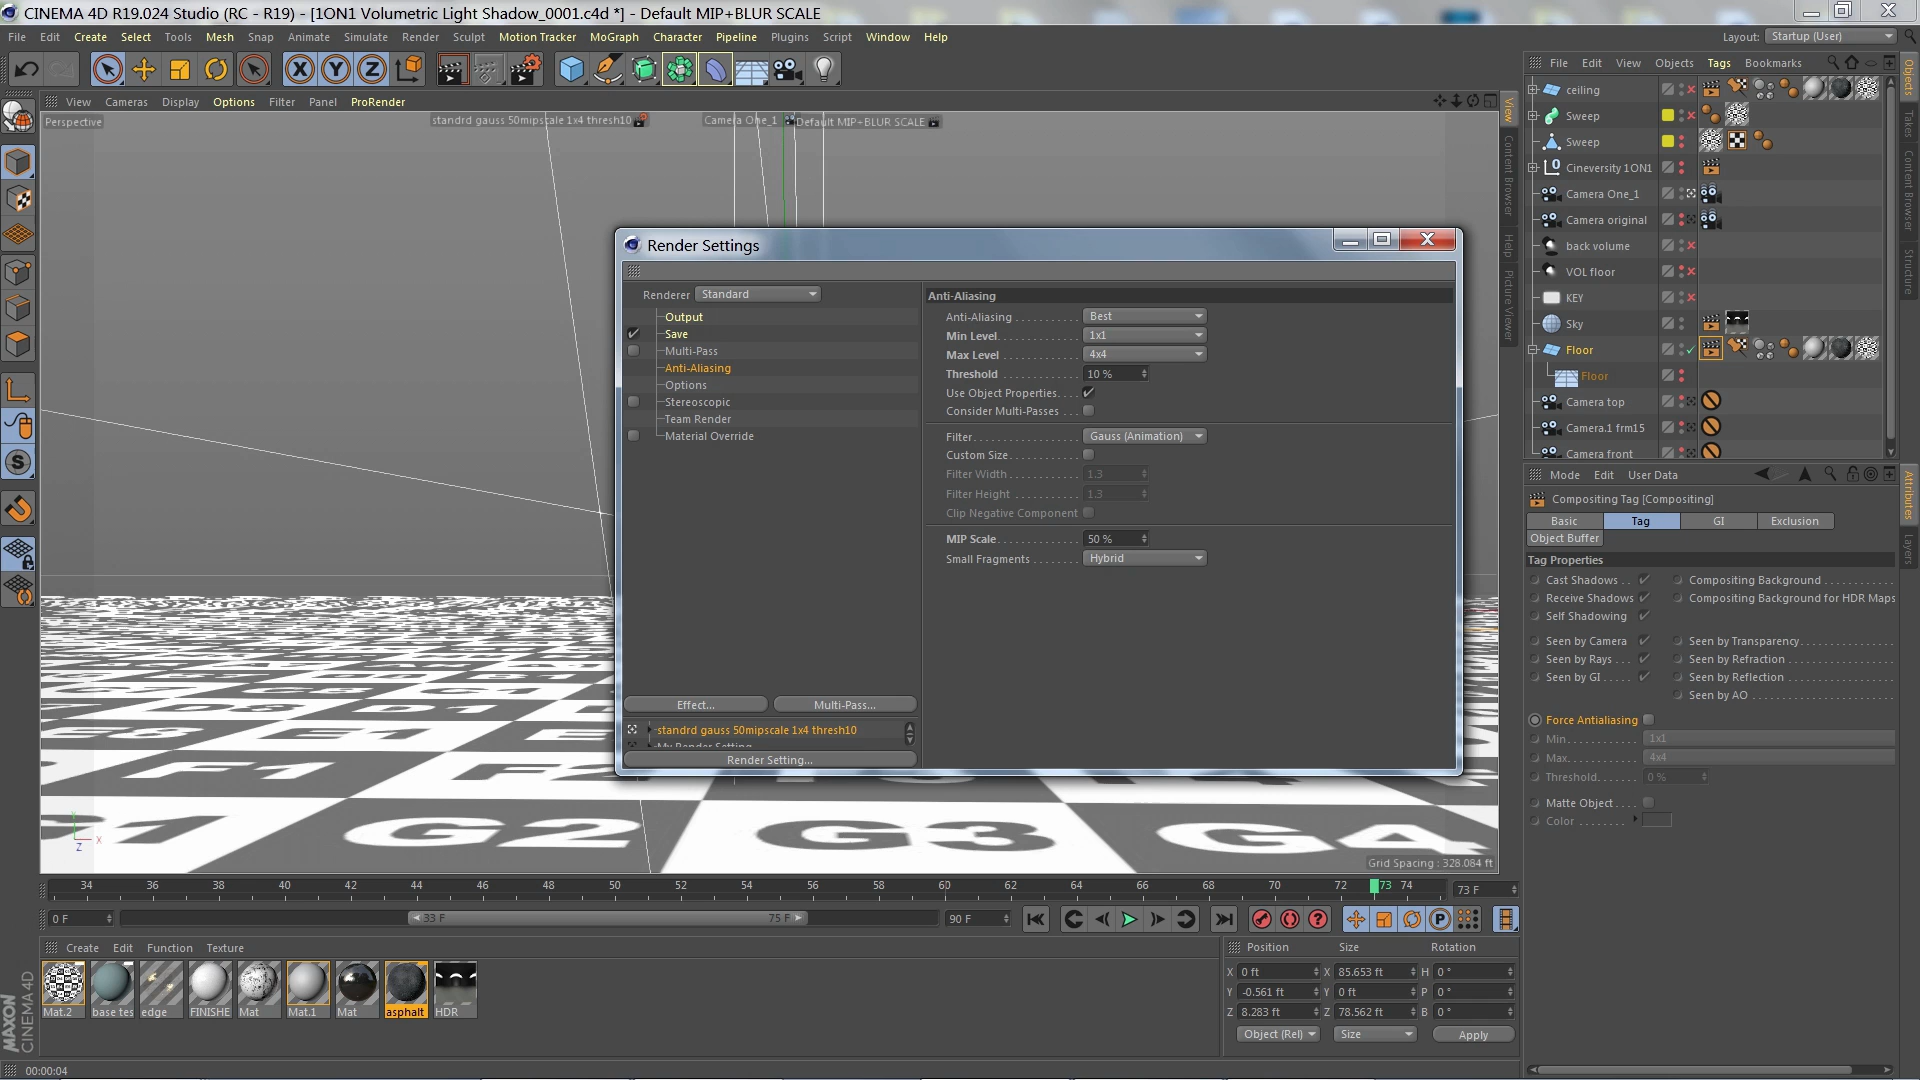 CINEMA 4D R19.024 Studio (RC - R19) - [1ON1 Volumetric Light Shadow_0001.c4d *] - Default MIP+BLUR SCALE
File Edit Create Select Tools Mesh Snap Animate Simulate Render Sculpt Motion Tracker MoGraph Character Pipeline Plugins Script Window Help
Layout: Startup (User)
X Y Z
File Edit View Objects Tags Bookmarks
View Cameras Display Options Filter Panel ProRender
Perspective
standrd gauss 50mipscale 1x4 thresh10
Camera One_1
Default MIP+BLUR SCALE
ceiling
Sweep
Sweep
Cineversity 1ON1
Camera One_1
Camera original
back volume
VOL floor
KEY
Sky
Floor
Floor
Camera top
Camera.1 frm15
Camera front
View
Content Browser
Help
Picture Viewer
Objects
Takes
Content Browser
Structure
Attributes
Layers
Render Settings
Renderer Standard
Output
Save
Multi-Pass
Anti-Aliasing
Options
Stereoscopic
Team Render
Material Override
Effect... Multi-Pass...
standrd gauss 50mipscale 1x4 thresh10
My Render Setting
Render Setting...
Anti-Aliasing
Anti-Aliasing Best
Min Level 1x1
Max Level 4x4
Threshold 10 %
Use Object Properties
Consider Multi-Passes
Filter Gauss (Animation)
Custom Size
Filter Width 1.3
Filter Height 1.3
Clip Negative Component
MIP Scale 50 %
Small Fragments Hybrid
Mode Edit User Data
Compositing Tag [Compositing]
Basic Tag GI Exclusion
Object Buffer
Tag Properties
Cast Shadows Compositing Background
Receive Shadows Compositing Background for HDR Maps
Self Shadowing
Seen by Camera Seen by Transparency
Seen by Rays Seen by Refraction
Seen by GI Seen by Reflection
Seen by AO
Force Antialiasing
Min 1x1
Max 4x4
Threshold 0 %
Matte Object
Color
F1 F2
G2 G3 G4
Y X Z
Grid Spacing : 328.084 ft
34 36 38 40 42 44 46 48 50 52 54 56 58 60 62 64 66 68 70 72 73 74 73 F
0 F 33 F 75 F 90 F
Create Edit Function Texture
Mat.2 base tes edge FINISHE Mat Mat.1 Mat asphalt HDR
Position Size Rotation
X 0 ft X 85.653 ft H 0 °
Y -0.561 ft Y 0 ft P 0 °
Z 8.283 ft Z 78.562 ft B 0 °
Object (Rel) Size Apply
MAXON
CINEMA 4D
00:00:04